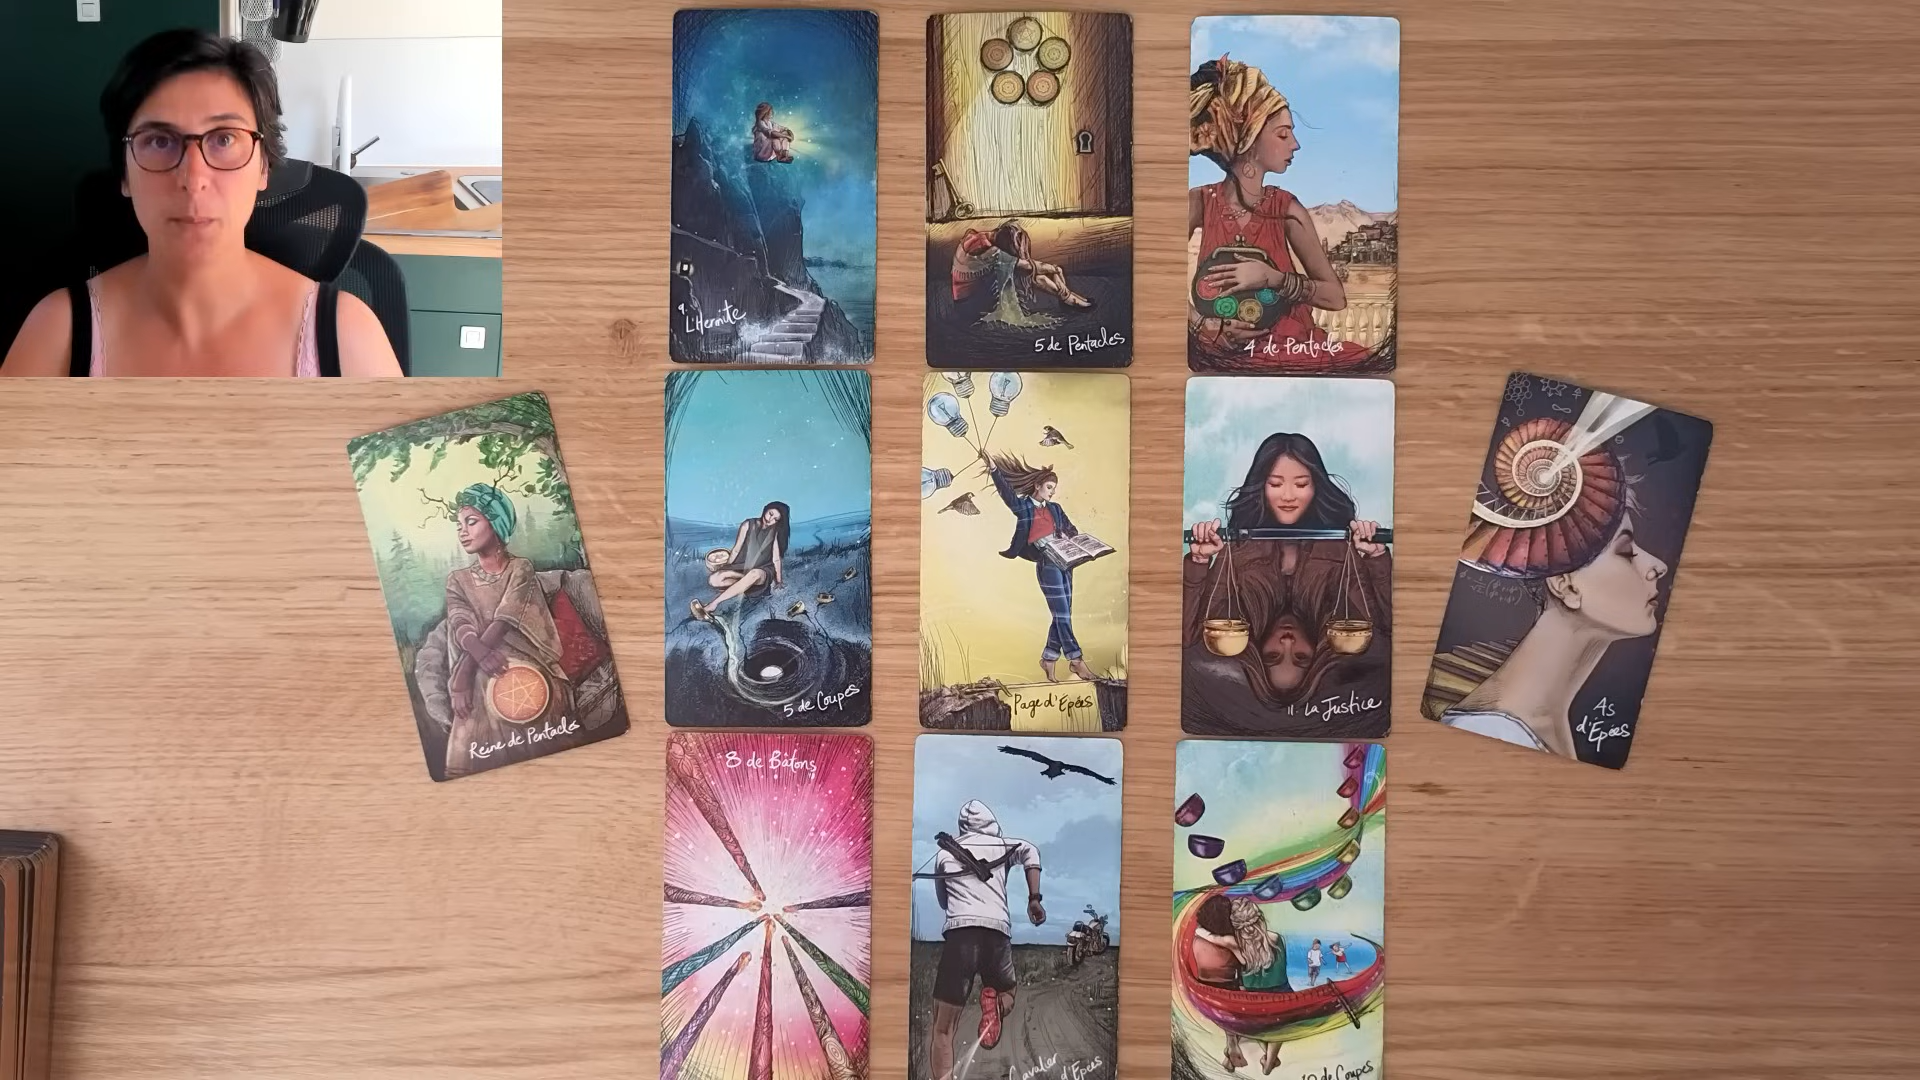 9.
L'Hermite
5 de Pentacles
4 de Pentacles
Reine de Pentacles
5 de Coupes
Page d'Épées
11. La Justice
As
d'Épées
8 de Bâtons
Cavalier
d'Épées
10 de Coupes